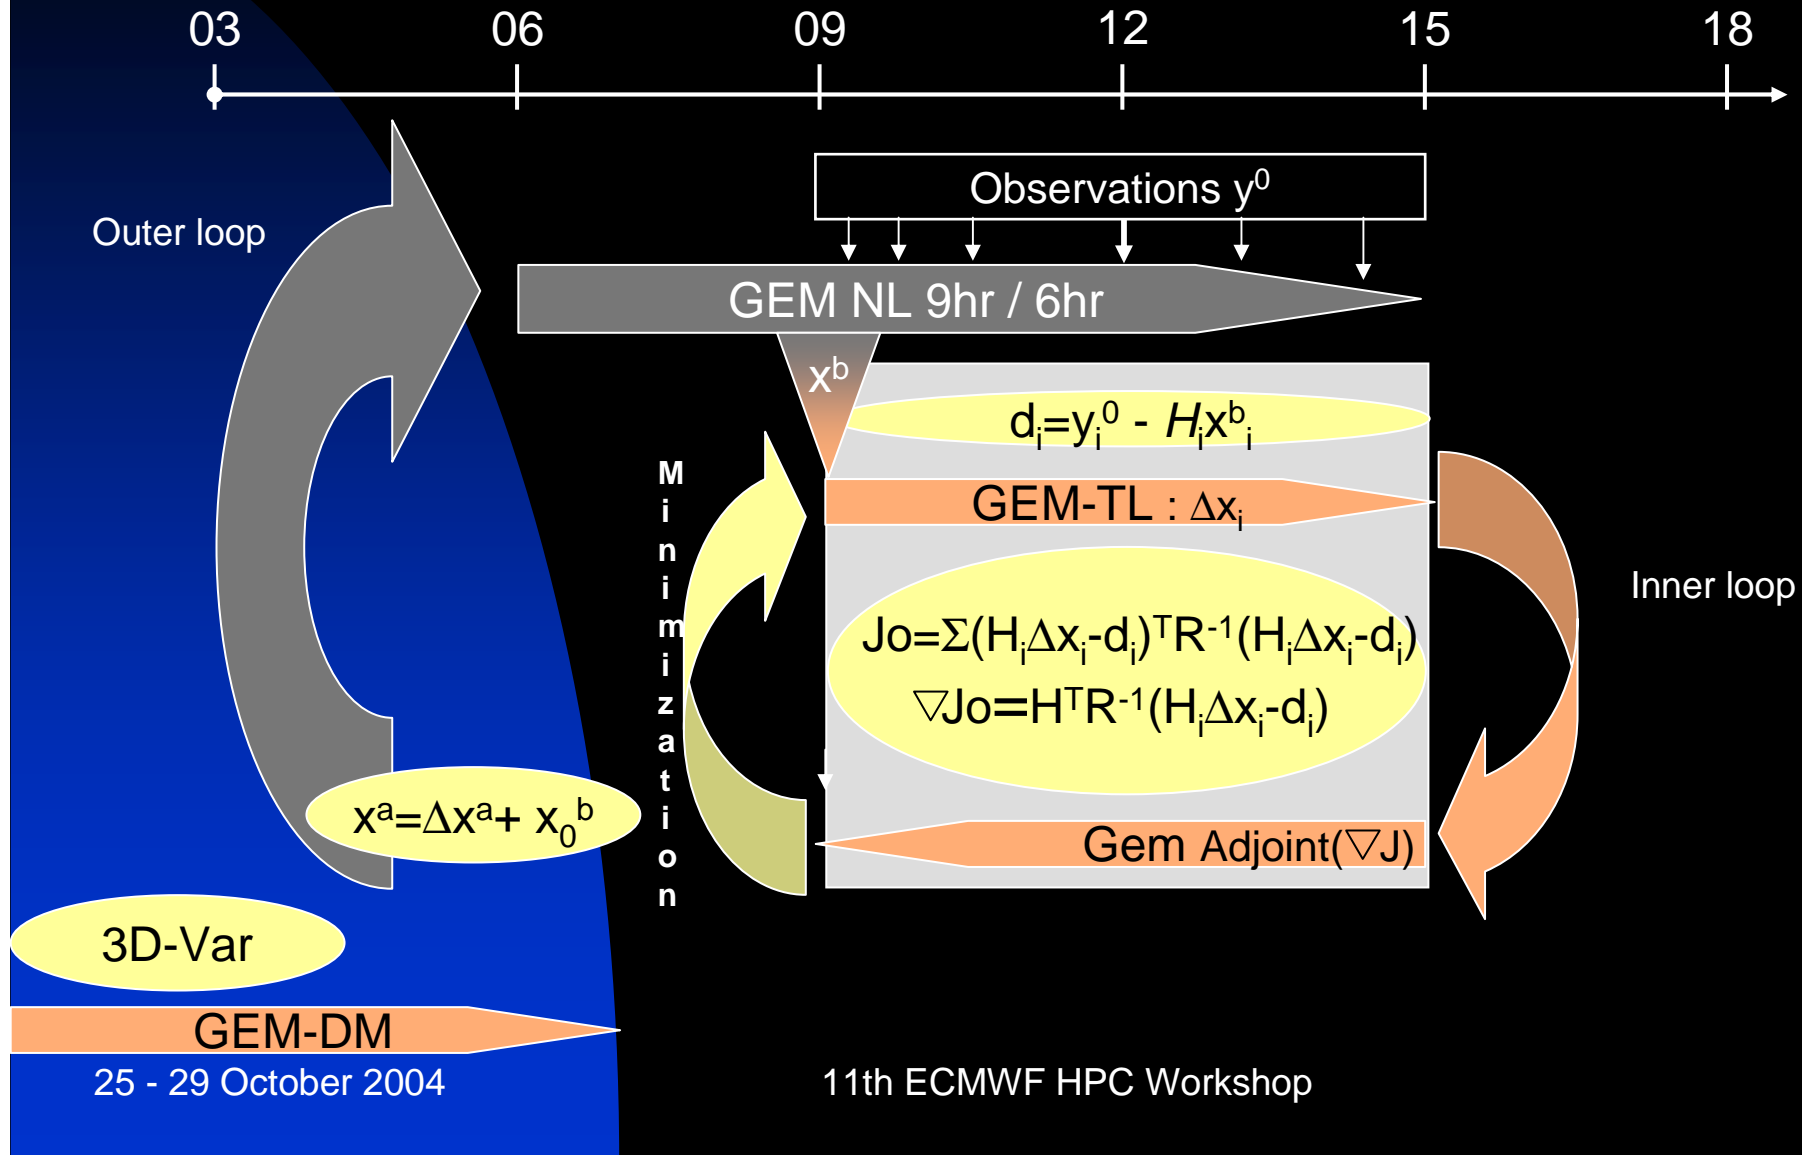 03 06 09 12 15 18
Observations y⁰
Outer loop
GEM NL 9hr / 6hr
xᵇ
dᵢ=yᵢ⁰ - Hᵢxᵇᵢ
Minimization
GEM-TL : Δxᵢ
Inner loop
Jo=Σ(HᵢΔxᵢ-dᵢ)ᵀR⁻¹(HᵢΔxᵢ-dᵢ)
▽Jo=HᵀR⁻¹(HᵢΔxᵢ-dᵢ)
xᵃ=Δxᵃ+ x₀ᵇ
Gem Adjoint(▽J)
3D-Var
GEM-DM
25 - 29 October 2004
11th ECMWF HPC Workshop